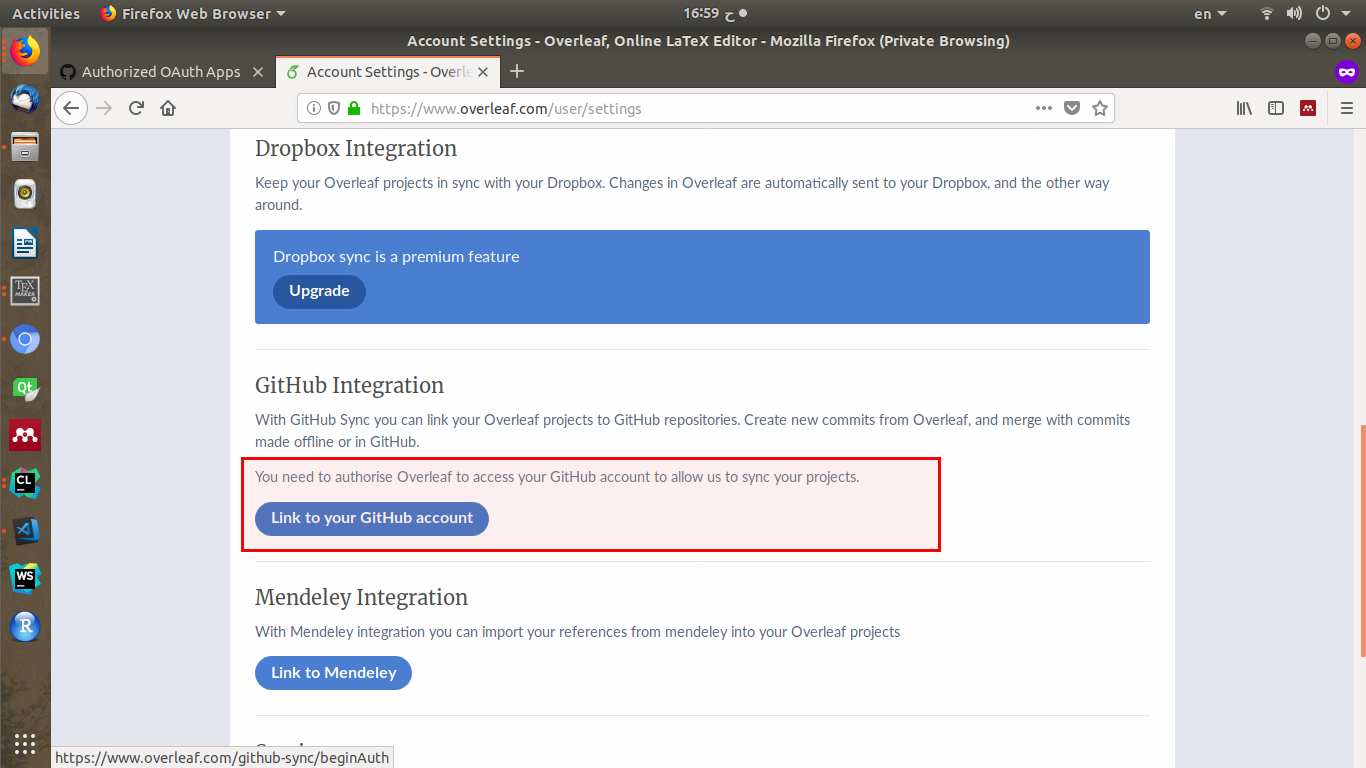 Activities
Firefox Web Browser
16:59 ح
en
Account Settings - Overleaf, Online LaTeX Editor - Mozilla Firefox (Private Browsing)
Authorized OAuth Apps
Account Settings - Overle
https://www.overleaf.com/user/settings
Dropbox Integration
Keep your Overleaf projects in sync with your Dropbox. Changes in Overleaf are automatically sent to your Dropbox, and the other way
around.
Dropbox sync is a premium feature
Upgrade
GitHub Integration
With GitHub Sync you can link your Overleaf projects to GitHub repositories. Create new commits from Overleaf, and merge with commits
made offline or in GitHub.
You need to authorise Overleaf to access your GitHub account to allow us to sync your projects.
Link to your GitHub account
Mendeley Integration
With Mendeley integration you can import your references from mendeley into your Overleaf projects
Link to Mendeley
https://www.overleaf.com/github-sync/beginAuth
TEX
MAKER
Qt
CL
WS
R